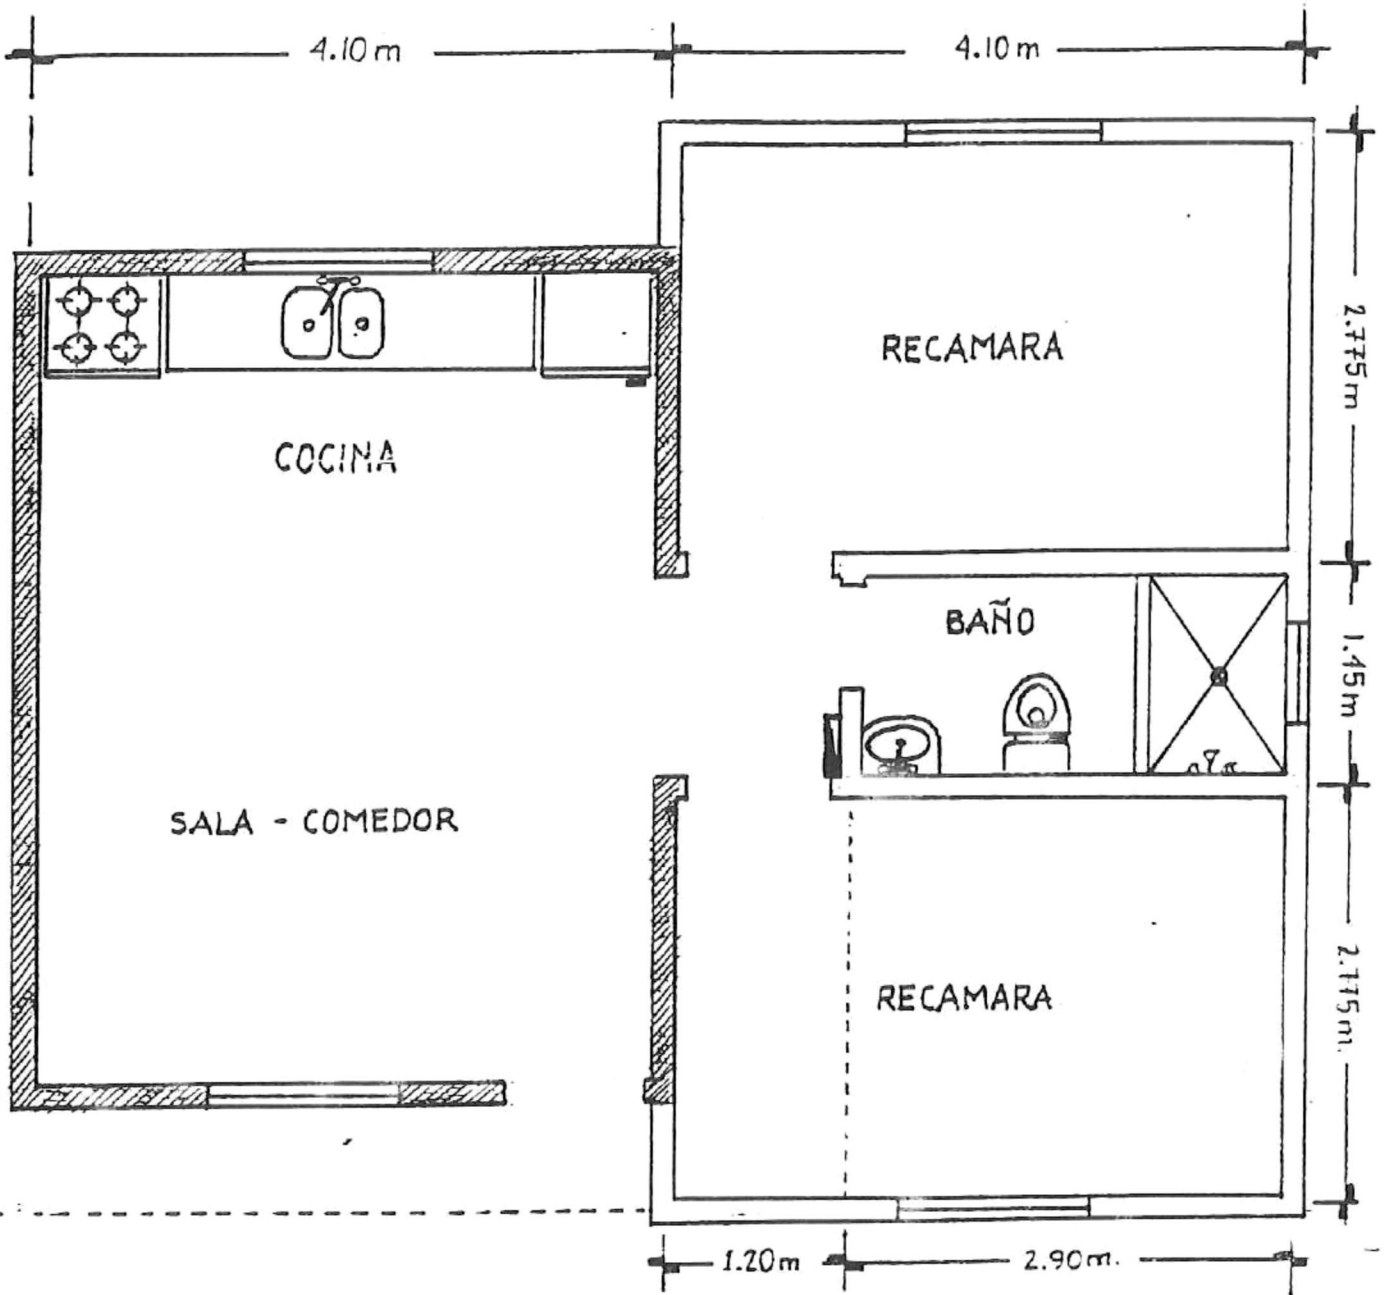 4.10 m
4.10 m
RECAMARA
2.775 m
COCINA
BAÑO
1.45 m
SALA - COMEDOR
RECAMARA
2.775 m.
1.20 m
2.90 m.